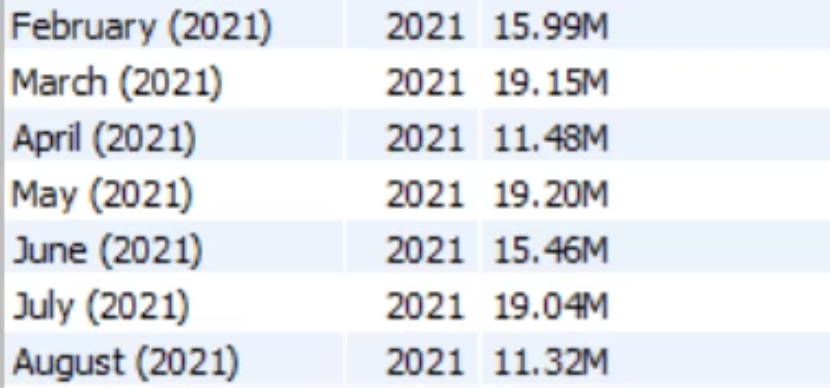 February (2021) 2021 15.99M
March (2021) 2021 19.15M
April (2021) 2021 11.48M
May (2021) 2021 19.20M
June (2021) 2021 15.46M
July (2021) 2021 19.04M
August (2021) 2021 11.32M